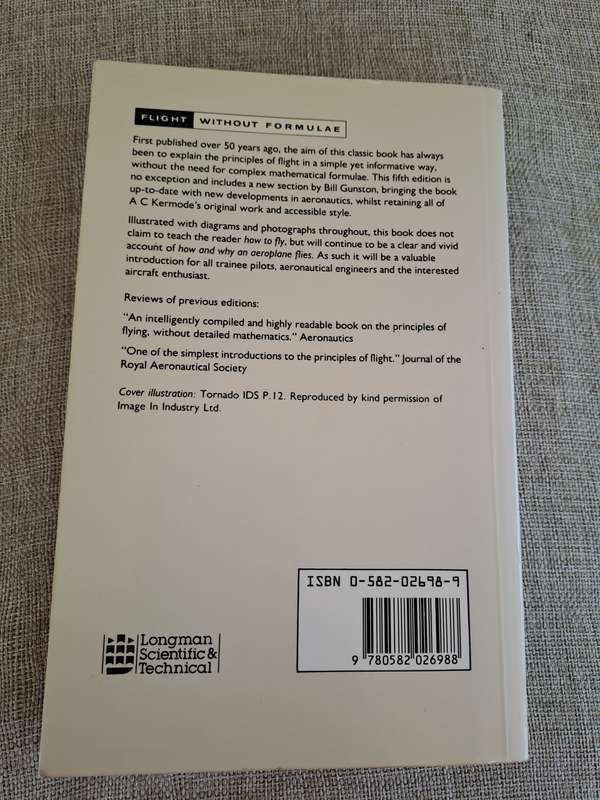 FLIGHT WITHOUT FORMULAE
First published over 50 years ago, the aim of this classic book has always
been to explain the principles of flight in a simple yet informative way,
without the need for complex mathematical formulae. This fifth edition is
no exception and includes a new section by Bill Gunston, bringing the book
up-to-date with new developments in aeronautics, whilst retaining all of
A C Kermode's original work and accessible style.
Illustrated with diagrams and photographs throughout, this book does not
claim to teach the reader how to fly, but will continue to be a clear and vivid
account of how and why an aeroplane flies. As such it will be a valuable
introduction for all trainee pilots, aeronautical engineers and the interested
aircraft enthusiast.
Reviews of previous editions:
“An intelligently compiled and highly readable book on the principles of
flying, without detailed mathematics.” Aeronautics
“One of the simplest introductions to the principles of flight.” Journal of the
Royal Aeronautical Society
Cover illustration: Tornado IDS P.12. Reproduced by kind permission of
Image In Industry Ltd.
ISBN 0-582-02698-9
9 780582 026988
Longman
Scientific &
Technical